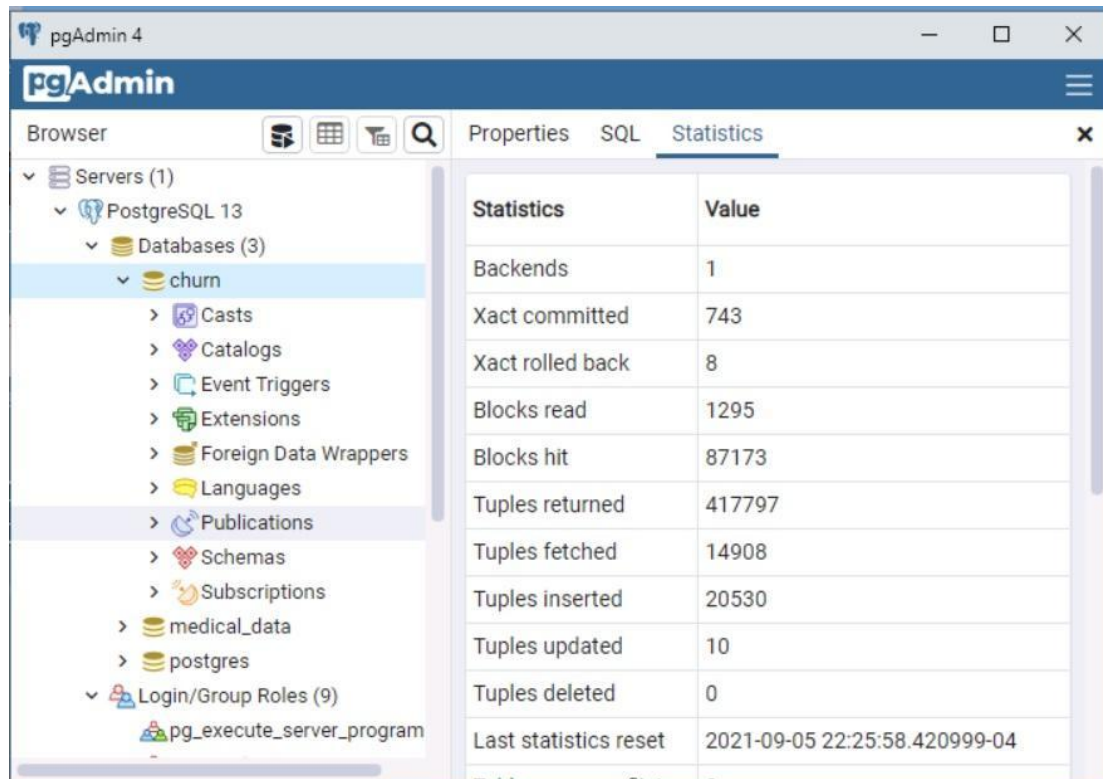 pgAdmin 4
pgAdmin
Browser
Properties SQL Statistics
Servers (1)
PostgreSQL 13
Databases (3)
churn
Casts
Catalogs
Event Triggers
Extensions
Foreign Data Wrappers
Languages
Publications
Schemas
Subscriptions
medical_data
postgres
Login/Group Roles (9)
pg_execute_server_program
Statistics Value
Backends 1
Xact committed 743
Xact rolled back 8
Blocks read 1295
Blocks hit 87173
Tuples returned 417797
Tuples fetched 14908
Tuples inserted 20530
Tuples updated 10
Tuples deleted 0
Last statistics reset 2021-09-05 22:25:58.420999-04